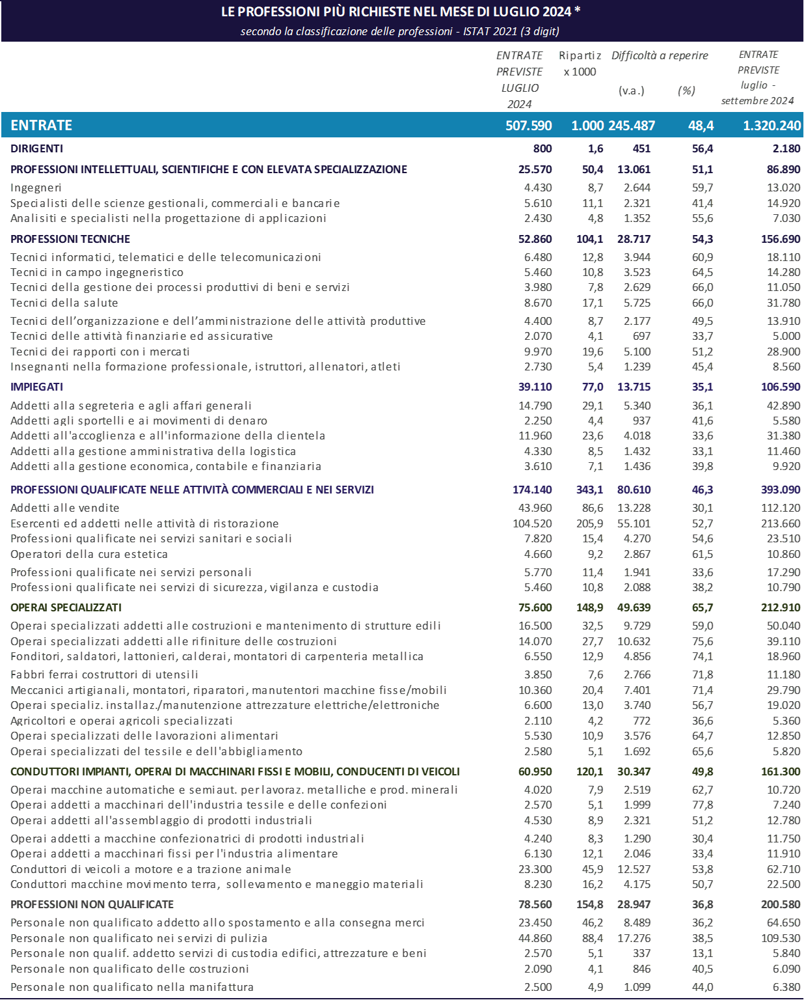 LE PROFESSIONI PIÙ RICHIESTE NEL MESE DI LUGLIO 2024 *
secondo la classificazione delle professioni - ISTAT 2021 (3 digit)
ENTRATE PREVISTE LUGLIO 2024 Ripartiz x 1000 Difficoltà a reperire (v.a.) (%) ENTRATE PREVISTE luglio - settembre 2024
ENTRATE 507.590 1.000 245.487 48,4 1.320.240
DIRIGENTI 800 1,6 451 56,4 2.180
PROFESSIONI INTELLETTUALI, SCIENTIFICHE E CON ELEVATA SPECIALIZZAZIONE 25.570 50,4 13.061 51,1 86.890
Ingegneri 4.430 8,7 2.644 59,7 13.020
Specialisti delle scienze gestionali, commerciali e bancarie 5.610 11,1 2.321 41,4 14.920
Analisiti e specialisti nella progettazione di applicazioni 2.430 4,8 1.352 55,6 7.030
PROFESSIONI TECNICHE 52.860 104,1 28.717 54,3 156.690
Tecnici informatici, telematici e delle telecomunicazioni 6.480 12,8 3.944 60,9 18.110
Tecnici in campo ingegneristico 5.460 10,8 3.523 64,5 14.280
Tecnici della gestione dei processi produttivi di beni e servizi 3.980 7,8 2.629 66,0 11.050
Tecnici della salute 8.670 17,1 5.725 66,0 31.780
Tecnici dell’organizzazione e dell’amministrazione delle attività produttive 4.400 8,7 2.177 49,5 13.910
Tecnici delle attività finanziarie ed assicurative 2.070 4,1 697 33,7 5.000
Tecnici dei rapporti con i mercati 9.970 19,6 5.100 51,2 28.900
Insegnanti nella formazione professionale, istruttori, allenatori, atleti 2.730 5,4 1.239 45,4 8.560
IMPIEGATI 39.110 77,0 13.715 35,1 106.590
Addetti alla segreteria e agli affari generali 14.790 29,1 5.340 36,1 42.890
Addetti agli sportelli e ai movimenti di denaro 2.250 4,4 937 41,6 5.580
Addetti all'accoglienza e all'informazione della clientela 11.960 23,6 4.018 33,6 31.380
Addetti alla gestione amministrativa della logistica 4.330 8,5 1.432 33,1 11.460
Addetti alla gestione economica, contabile e finanziaria 3.610 7,1 1.436 39,8 9.920
PROFESSIONI QUALIFICATE NELLE ATTIVITÀ COMMERCIALI E NEI SERVIZI 174.140 343,1 80.610 46,3 393.090
Addetti alle vendite 43.960 86,6 13.228 30,1 112.120
Esercenti ed addetti nelle attività di ristorazione 104.520 205,9 55.101 52,7 213.660
Professioni qualificate nei servizi sanitari e sociali 7.820 15,4 4.270 54,6 23.510
Operatori della cura estetica 4.660 9,2 2.867 61,5 10.860
Professioni qualificate nei servizi personali 5.770 11,4 1.941 33,6 17.290
Professioni qualificate nei servizi di sicurezza, vigilanza e custodia 5.460 10,8 2.088 38,2 10.790
OPERAI SPECIALIZZATI 75.600 148,9 49.639 65,7 212.910
Operai specializzati addetti alle costruzioni e mantenimento di strutture edili 16.500 32,5 9.729 59,0 50.040
Operai specializzati addetti alle rifiniture delle costruzioni 14.070 27,7 10.632 75,6 39.110
Fonditori, saldatori, lattonieri, calderai, montatori di carpenteria metallica 6.550 12,9 4.856 74,1 18.960
Fabbri ferrai costruttori di utensili 3.850 7,6 2.766 71,8 11.180
Meccanici artigianali, montatori, riparatori, manutentori macchine fisse/mobili 10.360 20,4 7.401 71,4 29.790
Operai specializ. installaz./manutenzione attrezzature elettriche/elettroniche 6.600 13,0 3.740 56,7 19.020
Agricoltori e operai agricoli specializzati 2.110 4,2 772 36,6 5.360
Operai specializzati delle lavorazioni alimentari 5.530 10,9 3.576 64,7 12.850
Operai specializzati del tessile e dell'abbigliamento 2.580 5,1 1.692 65,6 5.820
CONDUTTORI IMPIANTI, OPERAI DI MACCHINARI FISSI E MOBILI, CONDUCENTI DI VEICOLI 60.950 120,1 30.347 49,8 161.300
Operai macchine automatiche e semiaut. per lavoraz. metalliche e prod. minerali 4.020 7,9 2.519 62,7 10.720
Operai addetti a macchinari dell'industria tessile e delle confezioni 2.570 5,1 1.999 77,8 7.240
Operai addetti all'assemblaggio di prodotti industriali 4.530 8,9 2.321 51,2 12.780
Operai addetti a macchine confezionatrici di prodotti industriali 4.240 8,3 1.290 30,4 11.750
Operai addetti a macchinari fissi per l'industria alimentare 6.130 12,1 2.046 33,4 11.910
Conduttori di veicoli a motore e a trazione animale 23.300 45,9 12.527 53,8 62.710
Conduttori macchine movimento terra, sollevamento e maneggio materiali 8.230 16,2 4.175 50,7 22.500
PROFESSIONI NON QUALIFICATE 78.560 154,8 28.947 36,8 200.580
Personale non qualificato addetto allo spostamento e alla consegna merci 23.450 46,2 8.489 36,2 64.650
Personale non qualificato nei servizi di pulizia 44.860 88,4 17.276 38,5 109.530
Personale non qualif. addetto servizi di custodia edifici, attrezzature e beni 2.570 5,1 337 13,1 5.840
Personale non qualificato delle costruzioni 2.090 4,1 846 40,5 6.090
Personale non qualificato nella manifattura 2.500 4,9 1.099 44,0 6.380